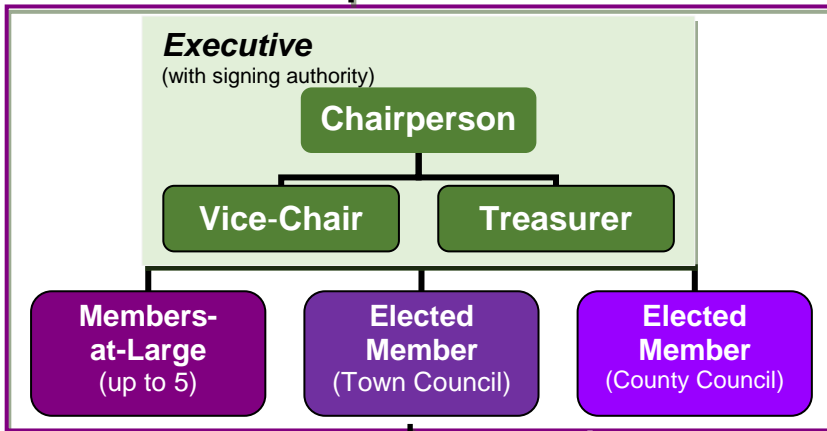 Executive
(with signing authority)
Chairperson
Vice-Chair
Treasurer
Members-
at-Large
(up to 5)
Elected
Member
(Town Council)
Elected
Member
(County Council)